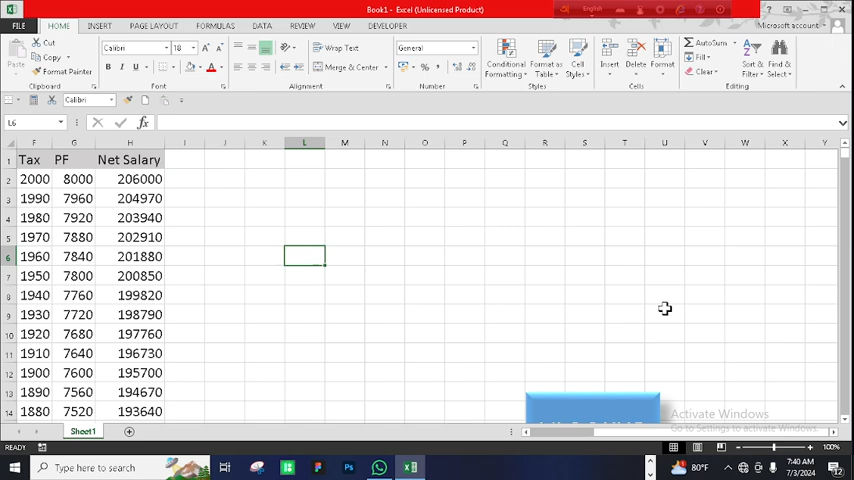 Book1 - Excel (Unlicensed Product)
English
FILE HOME INSERT PAGE LAYOUT FORMULAS DATA REVIEW VIEW DEVELOPER Microsoft account
Cut Calibri 18 Wrap Text General AutoSum
Copy Fill
Paste Format Painter Merge & Center Conditional Formatting Format as Table Cell Styles Insert Delete Format Clear Sort & Filter Find & Select
Clipboard Font Alignment Number Styles Cells Editing
Calibri
L6
F G H I J K L M N O P Q R S T U V W X Y
1 Tax PF Net Salary
2 2000 8000 206000
3 1990 7960 204970
4 1980 7920 203940
5 1970 7880 202910
6 1960 7840 201880
7 1950 7800 200850
8 1940 7760 199820
9 1930 7720 198790
10 1920 7680 197760
11 1910 7640 196730
12 1900 7600 195700
13 1890 7560 194670
14 1880 7520 193640
Activate Windows
Go to Settings to activate Windows.
Sheet1
READY 100%
Type here to search 80°F 7:40 AM
7/3/2024 12